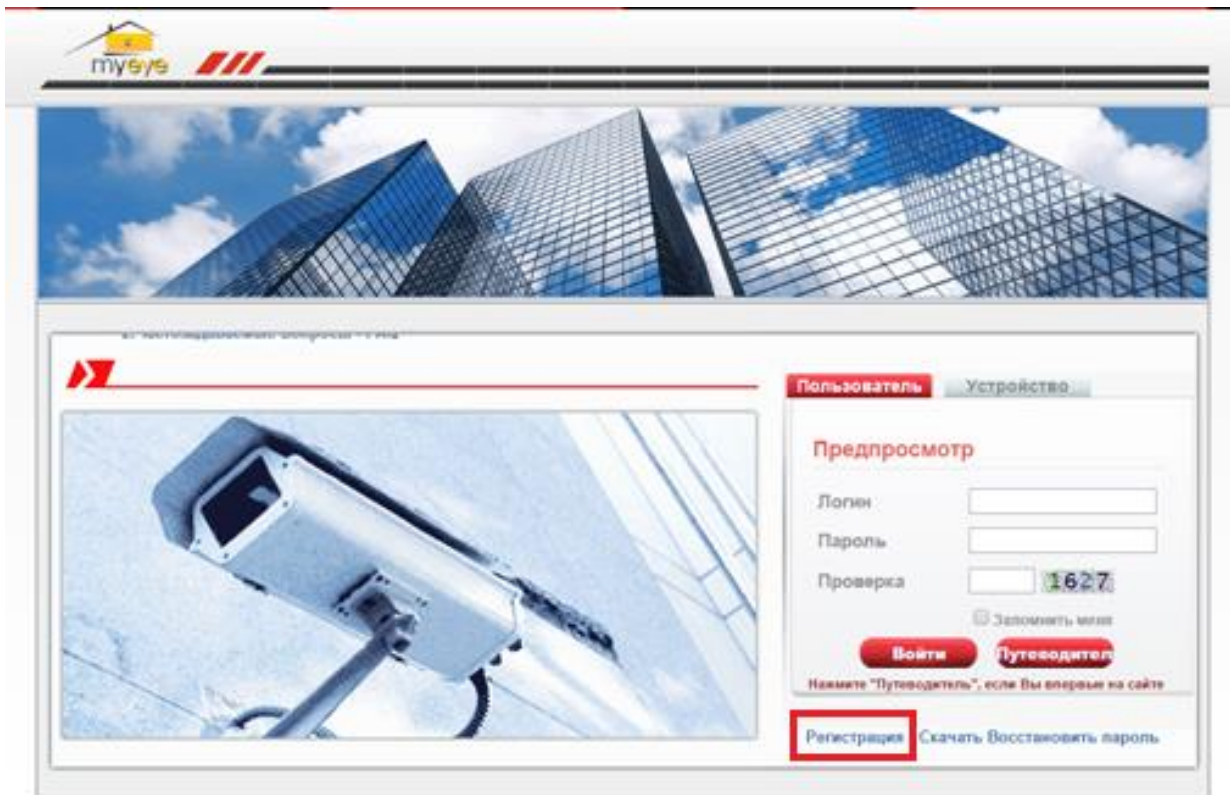 myeye
Пользователь Устройство
Предпросмотр
Логин
Пароль
Проверка 1627
Запомнить меня
Войти Путеводител
Нажмите "Путеводитель", если Вы впервые на сайте
Регистрация Скачать Восстановить пароль